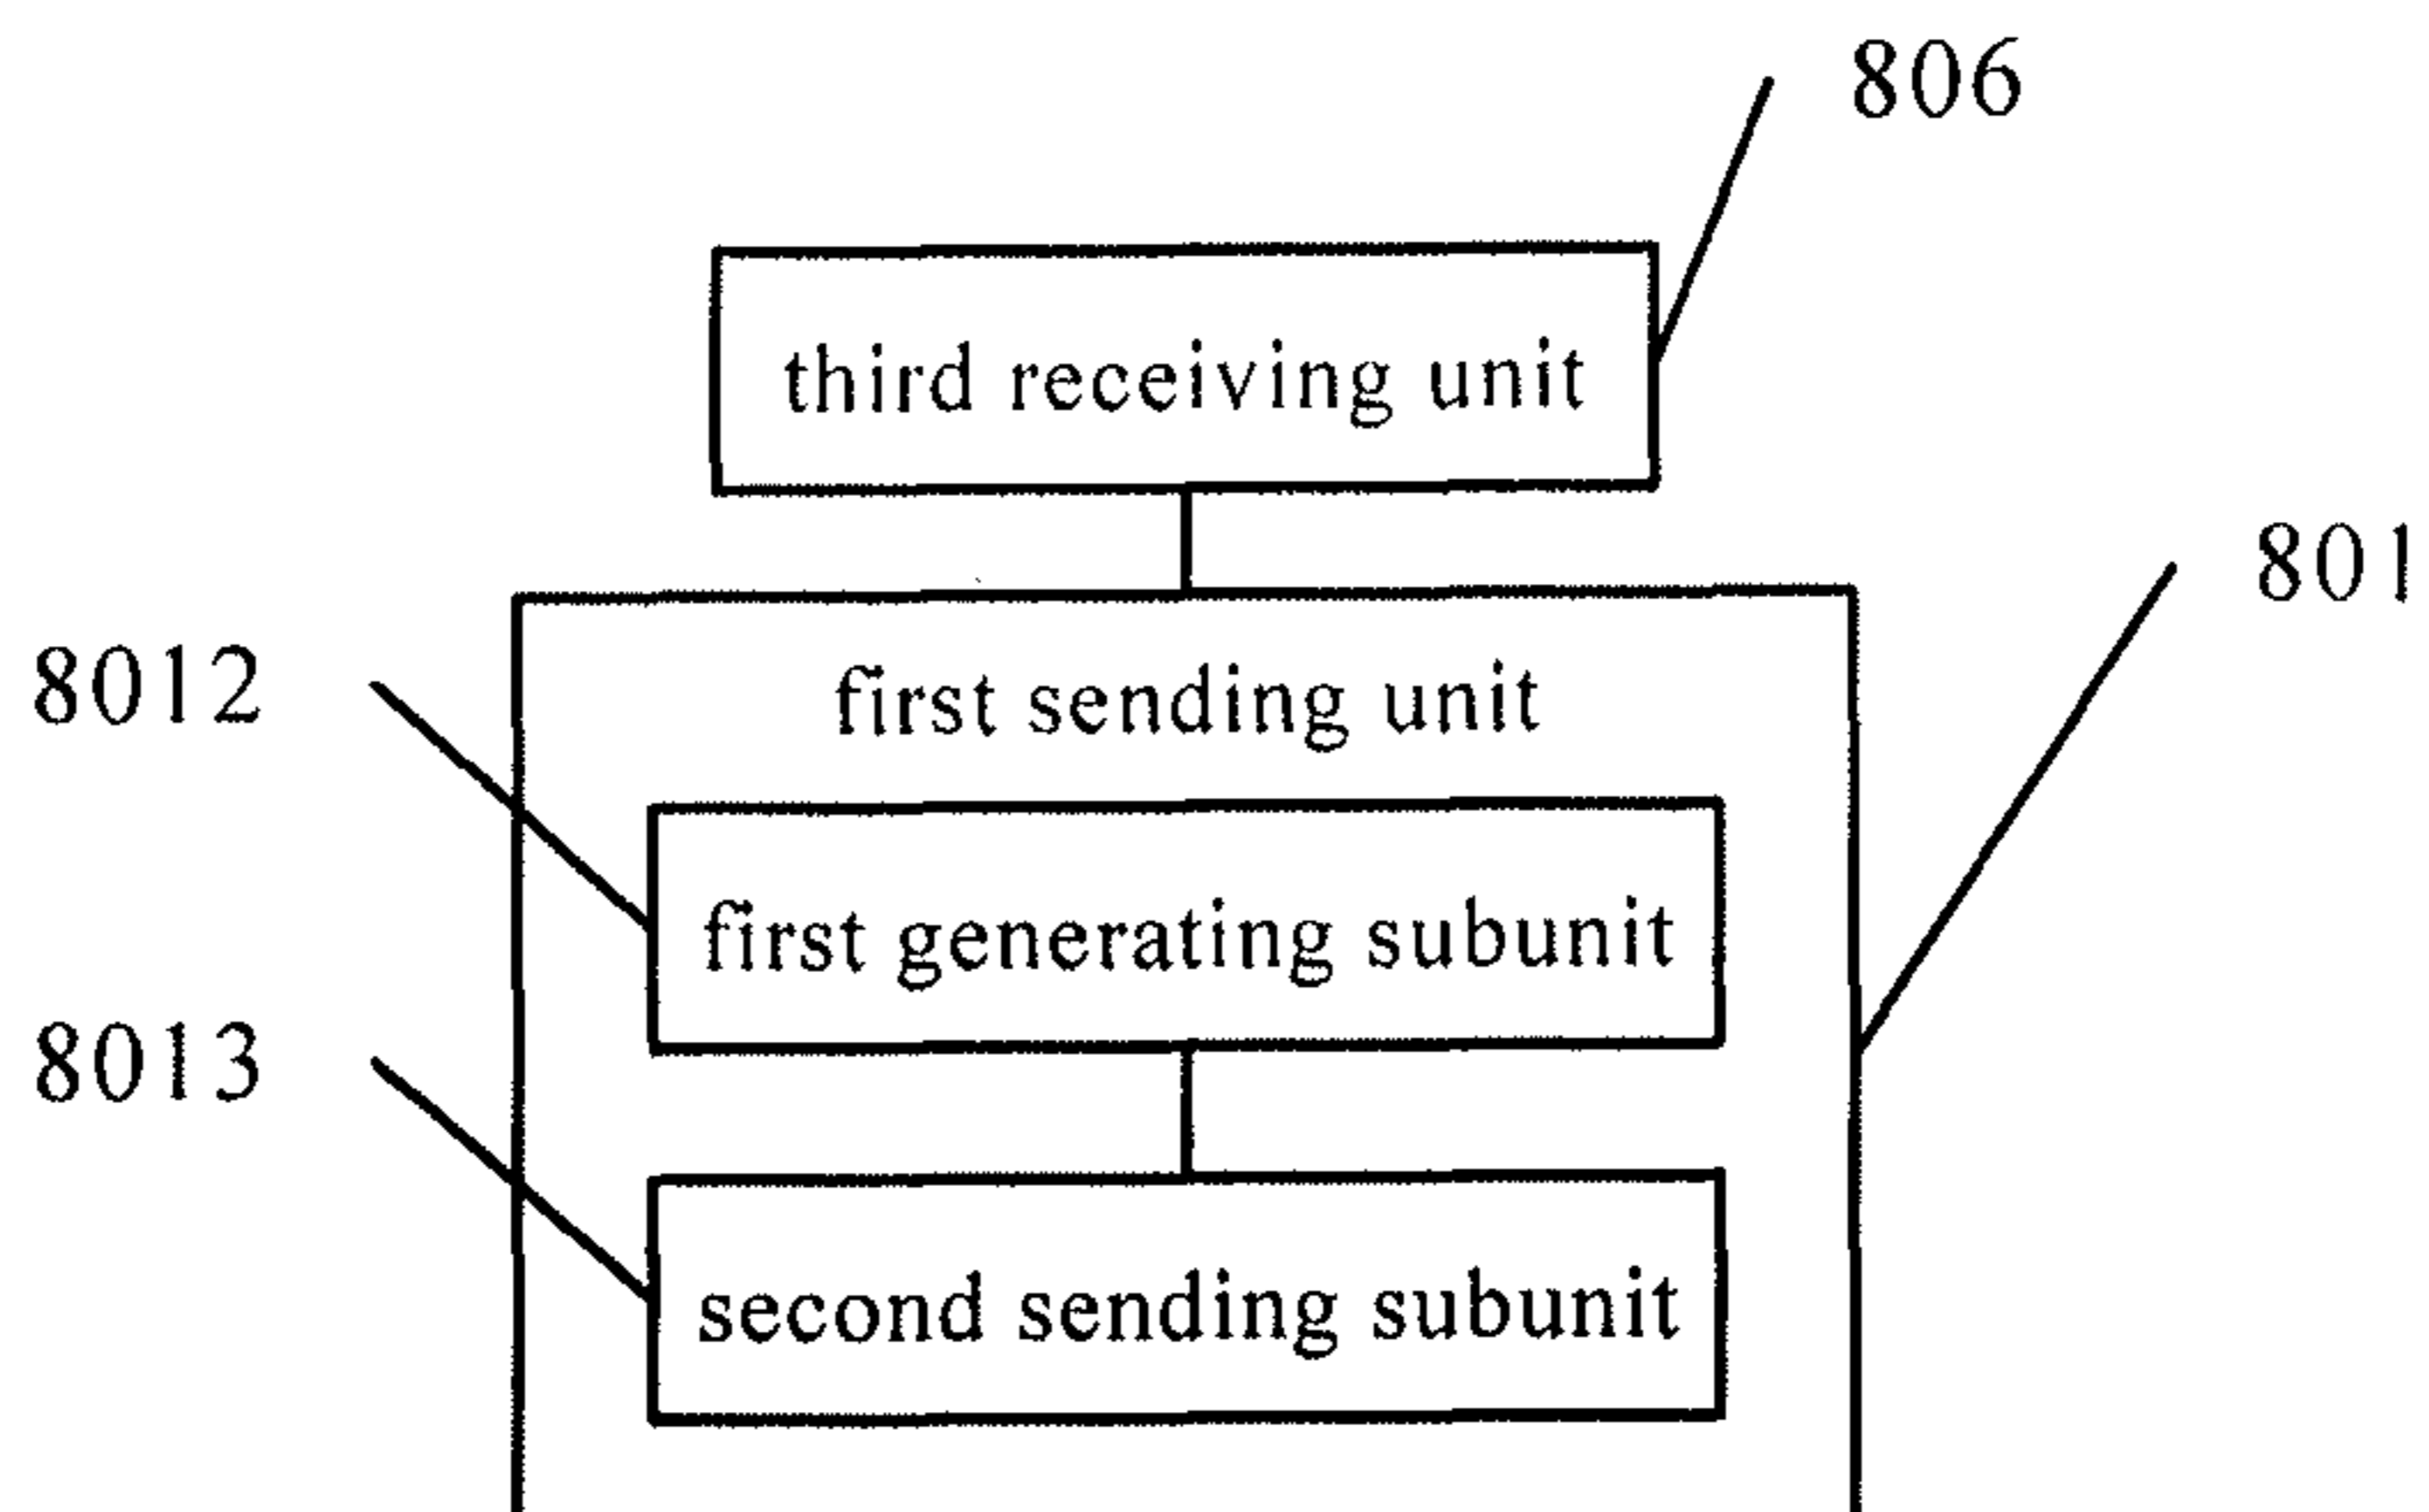 806
third receiving unit
801
8012
first sending unit
first generating subunit
8013
second sending subunit